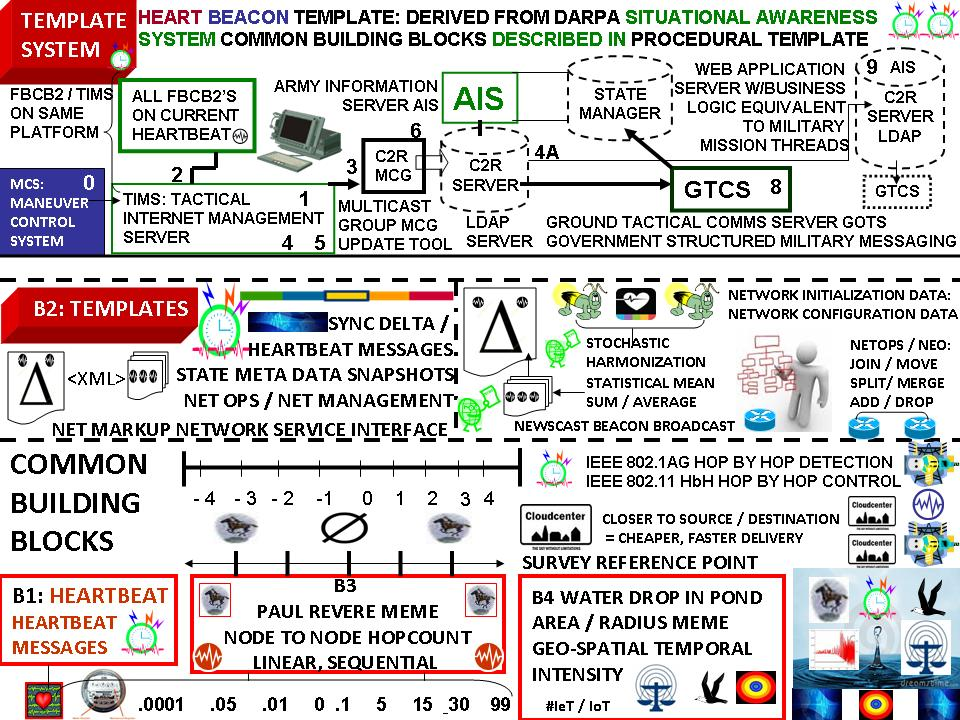 TEMPLATE
SYSTEM
HEART BEACON TEMPLATE: DERIVED FROM DARPA SITUATIONAL AWARENESS
SYSTEM COMMON BUILDING BLOCKS DESCRIBED IN PROCEDURAL TEMPLATE
FBCB2 / TIMS
ON SAME
PLATFORM
ALL FBCB2'S
ON CURRENT
HEARTBEAT
ARMY INFORMATION
SERVER AIS
AIS
STATE
MANAGER
WEB APPLICATION
SERVER W/BUSINESS
LOGIC EQUIVALENT
TO MILITARY
MISSION THREADS
9 AIS
C2R
SERVER
LDAP
GTCS
MCS: 0
MANEUVER
CONTROL
SYSTEM
2
TIMS: TACTICAL 1
INTERNET MANAGEMENT
SERVER 4 5
3
6
C2R
MCG
MULTICAST
GROUP MCG
UPDATE TOOL
C2R
SERVER
4A
LDAP
SERVER
GTCS 8
GROUND TACTICAL COMMS SERVER GOTS
GOVERNMENT STRUCTURED MILITARY MESSAGING
B2: TEMPLATES
Δ
<XML>
SYNC DELTA /
HEARTBEAT MESSAGES
STATE META DATA SNAPSHOTS
NET OPS / NET MANAGEMENT
NET MARKUP NETWORK SERVICE INTERFACE
Δ
STOCHASTIC
HARMONIZATION
STATISTICAL MEAN
SUM / AVERAGE
NEWSCAST BEACON BROADCAST
NETWORK INITIALIZATION DATA:
NETWORK CONFIGURATION DATA
NETOPS / NEO:
JOIN / MOVE
SPLIT/ MERGE
ADD / DROP
COMMON
BUILDING
BLOCKS
- 4 - 3 - 2 -1 0 1 2 3 4
IEEE 802.1AG HOP BY HOP DETECTION
IEEE 802.11 HbH HOP BY HOP CONTROL
Cloudcenter
CLOSER TO SOURCE / DESTINATION
= CHEAPER, FASTER DELIVERY
Cloudcenter
Cloudcenter
SURVEY REFERENCE POINT
B1: HEARTBEAT
HEARTBEAT
MESSAGES
B3
PAUL REVERE MEME
NODE TO NODE HOPCOUNT
LINEAR, SEQUENTIAL
B4 WATER DROP IN POND
AREA / RADIUS MEME
GEO-SPATIAL TEMPORAL
INTENSITY
#IeT / IoT
dreamstime
.0001 .05 .01 0 .1 5 15 30 99